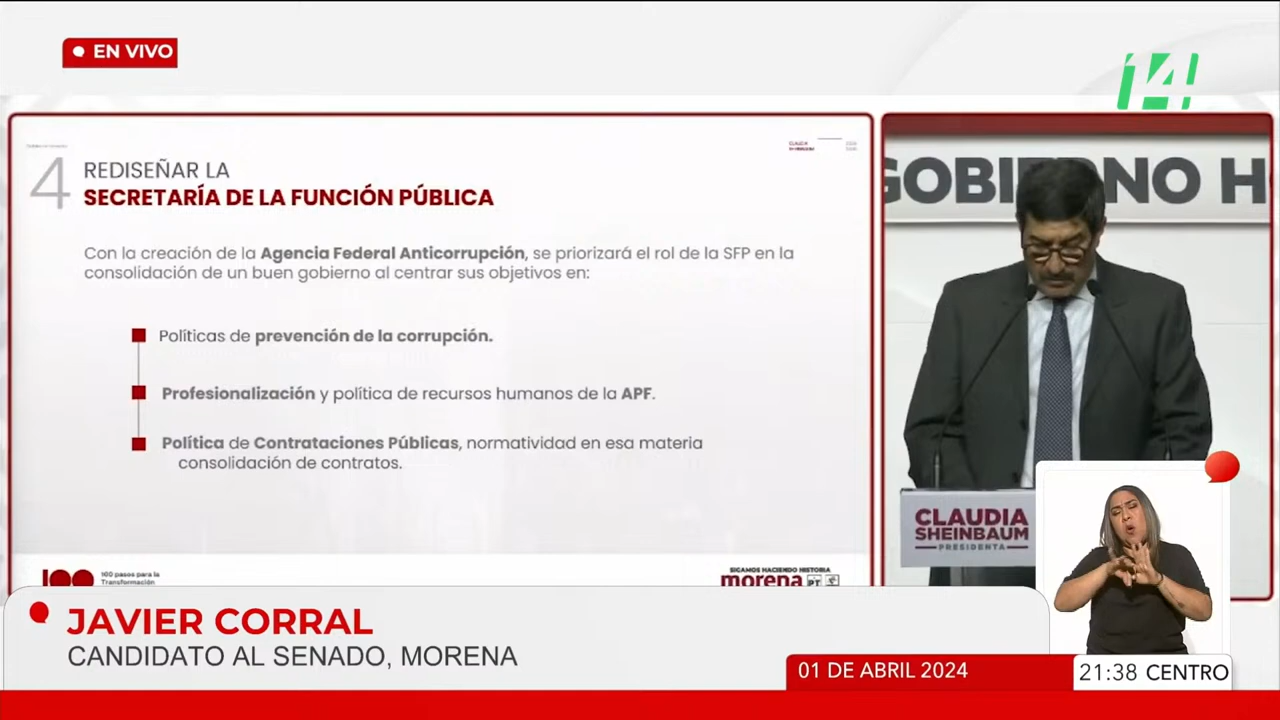 EN VIVO
14
4
REDISEÑAR LA
SECRETARÍA DE LA FUNCIÓN PÚBLICA
Con la creación de la Agencia Federal Anticorrupción, se priorizará el rol de la SFP en la
consolidación de un buen gobierno al centrar sus objetivos en:
Políticas de prevención de la corrupción.
Profesionalización y política de recursos humanos de la APF.
Política de Contrataciones Públicas, normatividad en esa materia
consolidación de contratos.
100 100 pasos para la
Transformación
SIGAMOS HACIENDO HISTORIA
morena PT
GOBIERNO H
CLAUDIA
SHEINBAUM
PRESIDENTA
JAVIER CORRAL
CANDIDATO AL SENADO, MORENA
01 DE ABRIL 2024
21:38 CENTRO